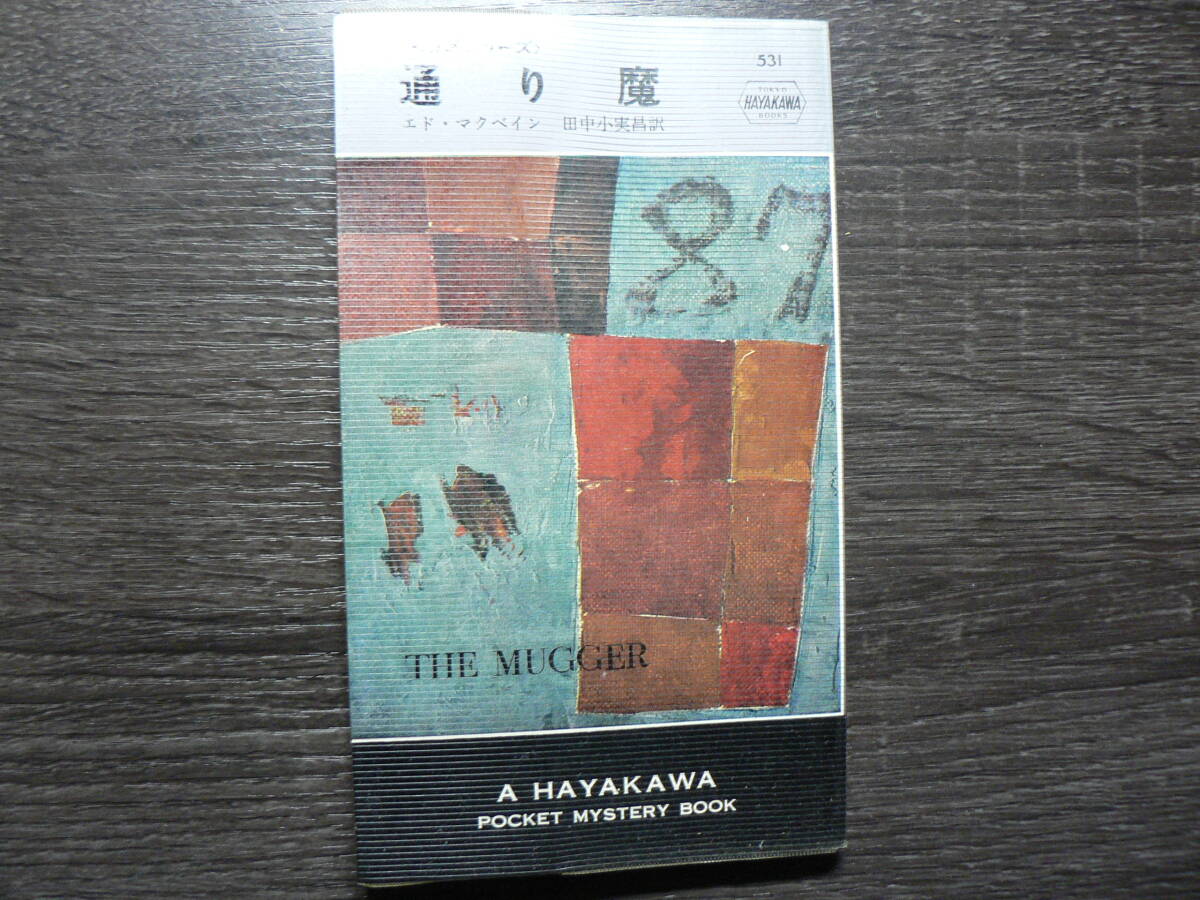 通り魔
エド・マクベイン 田中小実昌訳
531
TOKYO
HAYAKAWA
BOOKS
87
THE MUGGER
A HAYAKAWA
POCKET MYSTERY BOOK